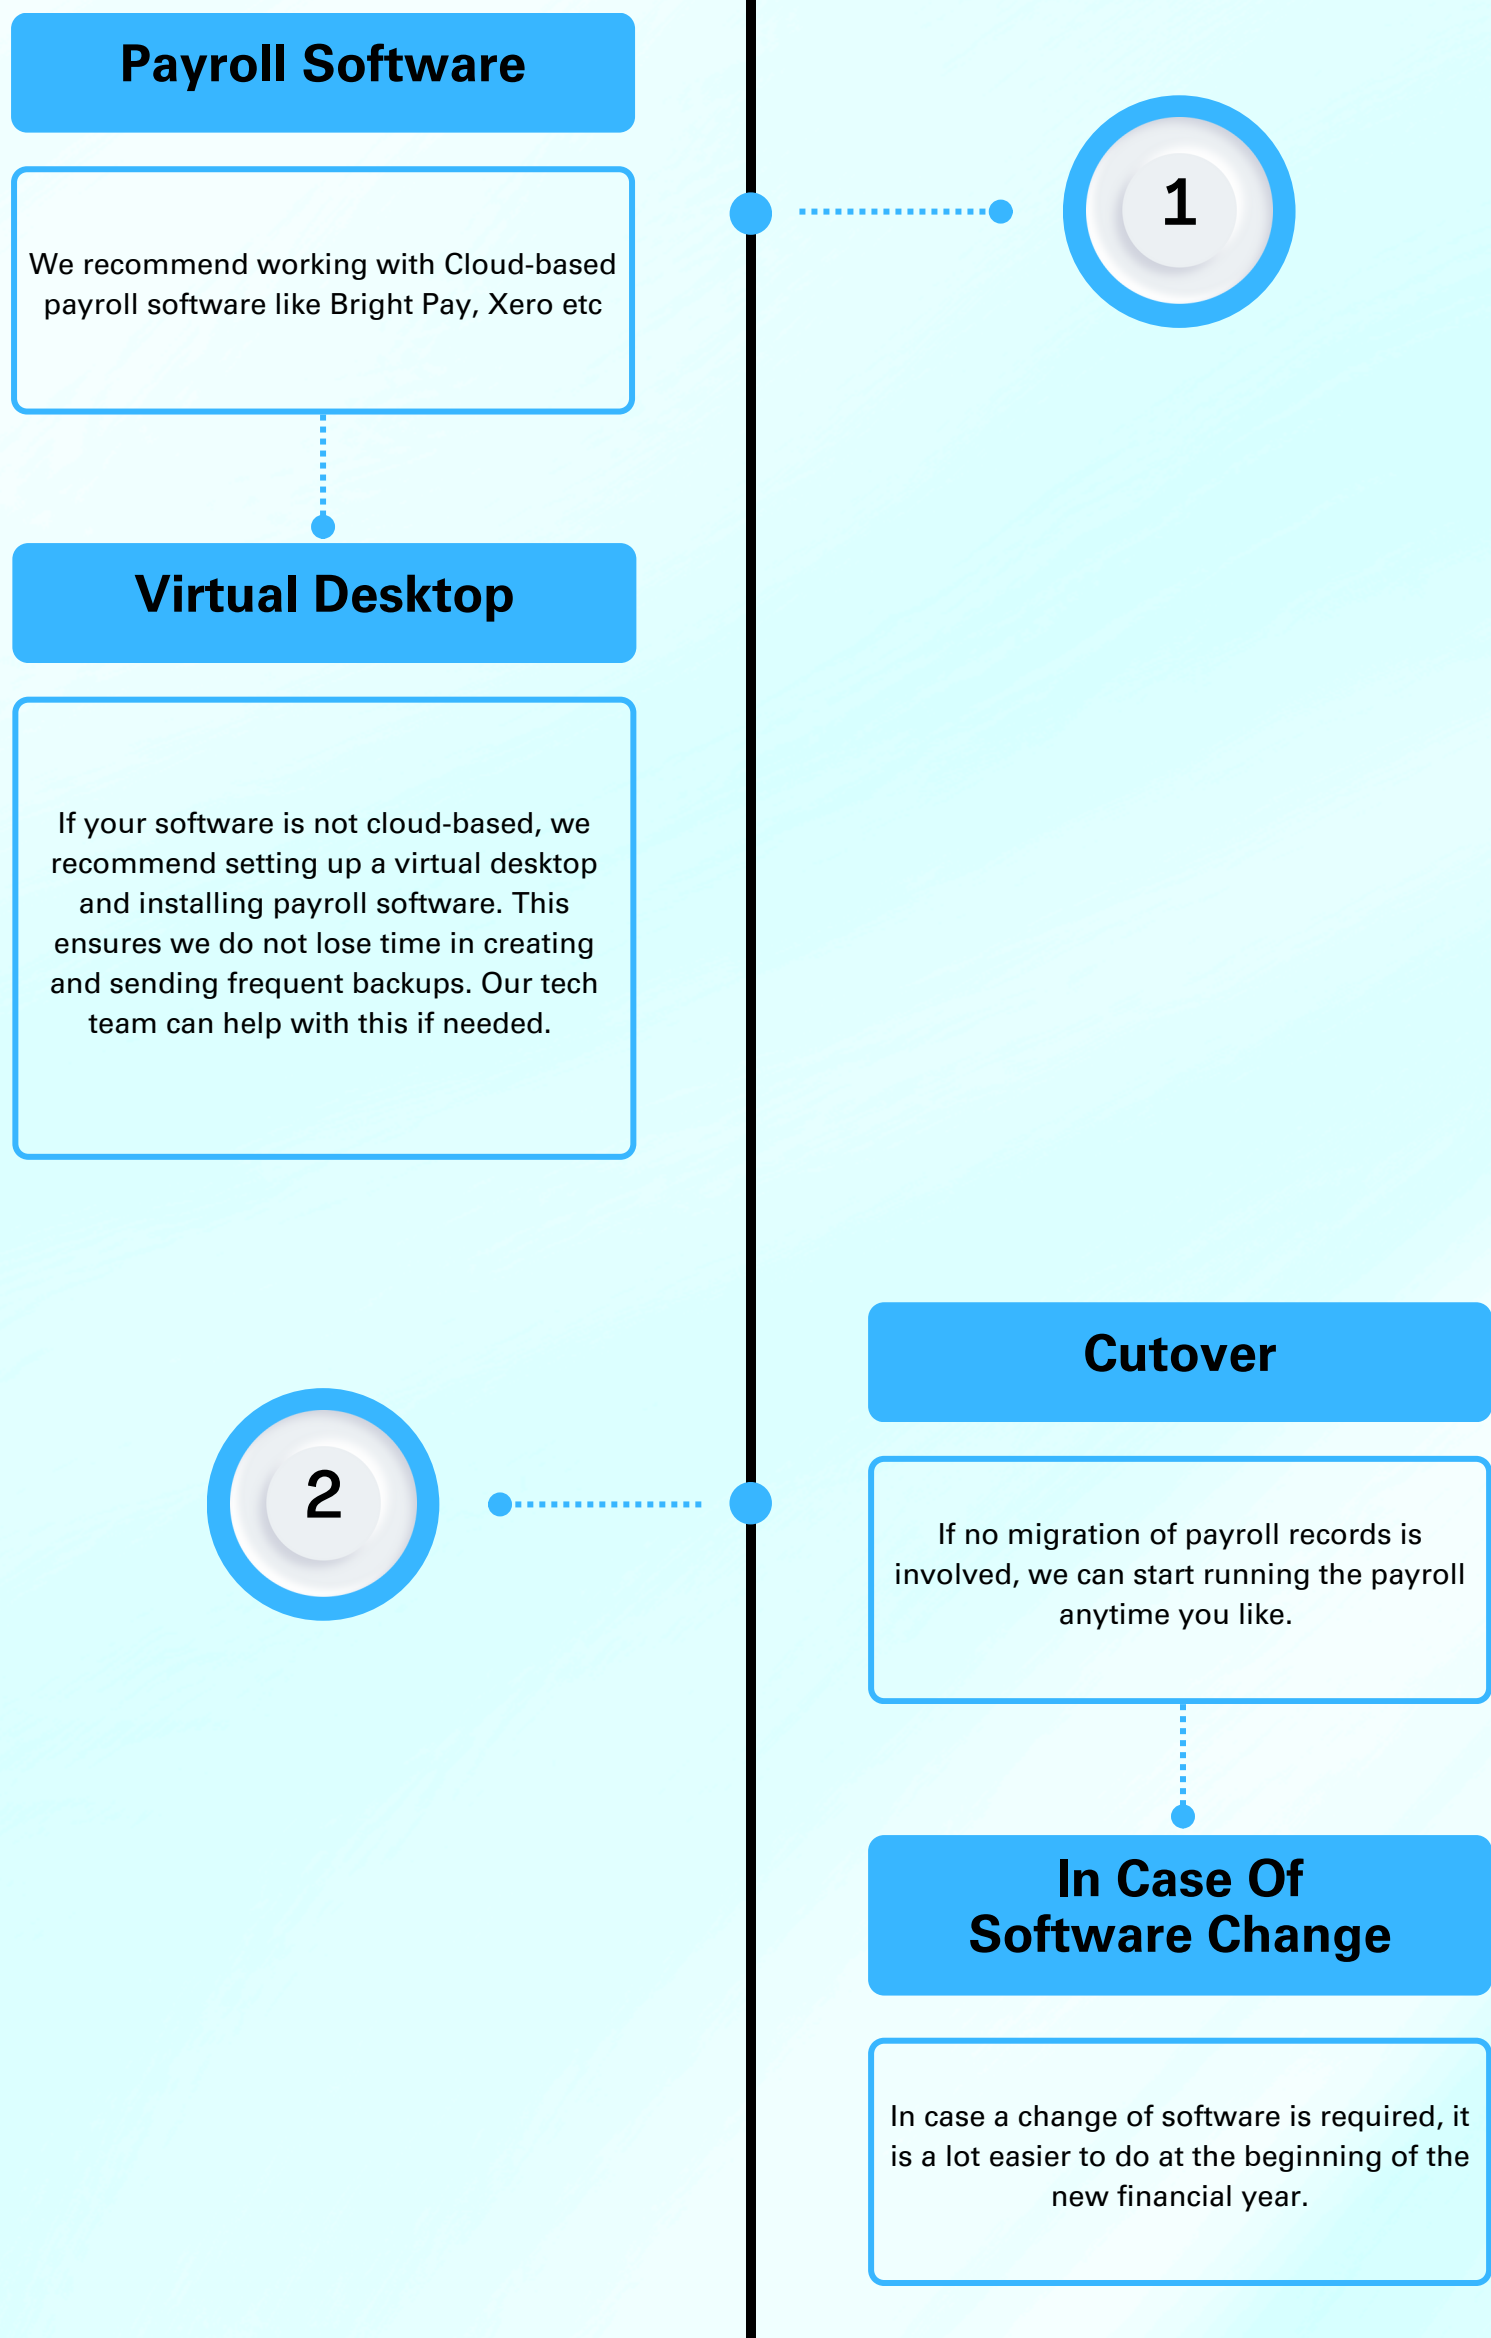 Payroll Software
We recommend working with Cloud-based
payroll software like Bright Pay, Xero etc
1
Virtual Desktop
If your software is not cloud-based, we
recommend setting up a virtual desktop
and installing payroll software. This
ensures we do not lose time in creating
and sending frequent backups. Our tech
team can help with this if needed.
2
Cutover
If no migration of payroll records is
involved, we can start running the payroll
anytime you like.
In Case Of
Software Change
In case a change of software is required, it
is a lot easier to do at the beginning of the
new financial year.